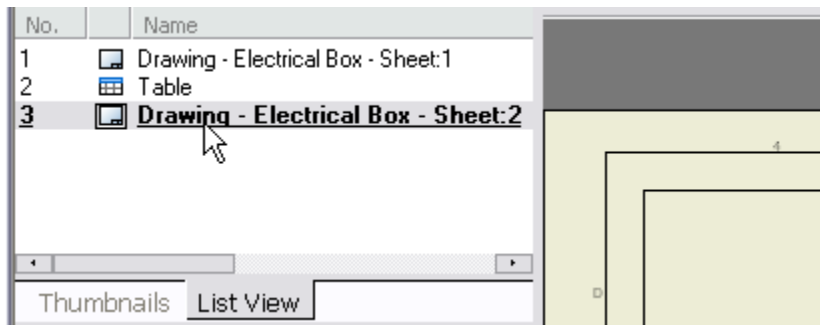 No. Name
1 Drawing - Electrical Box - Sheet:1
2 Table
3 Drawing - Electrical Box - Sheet:2
4
D
Thumbnails List View